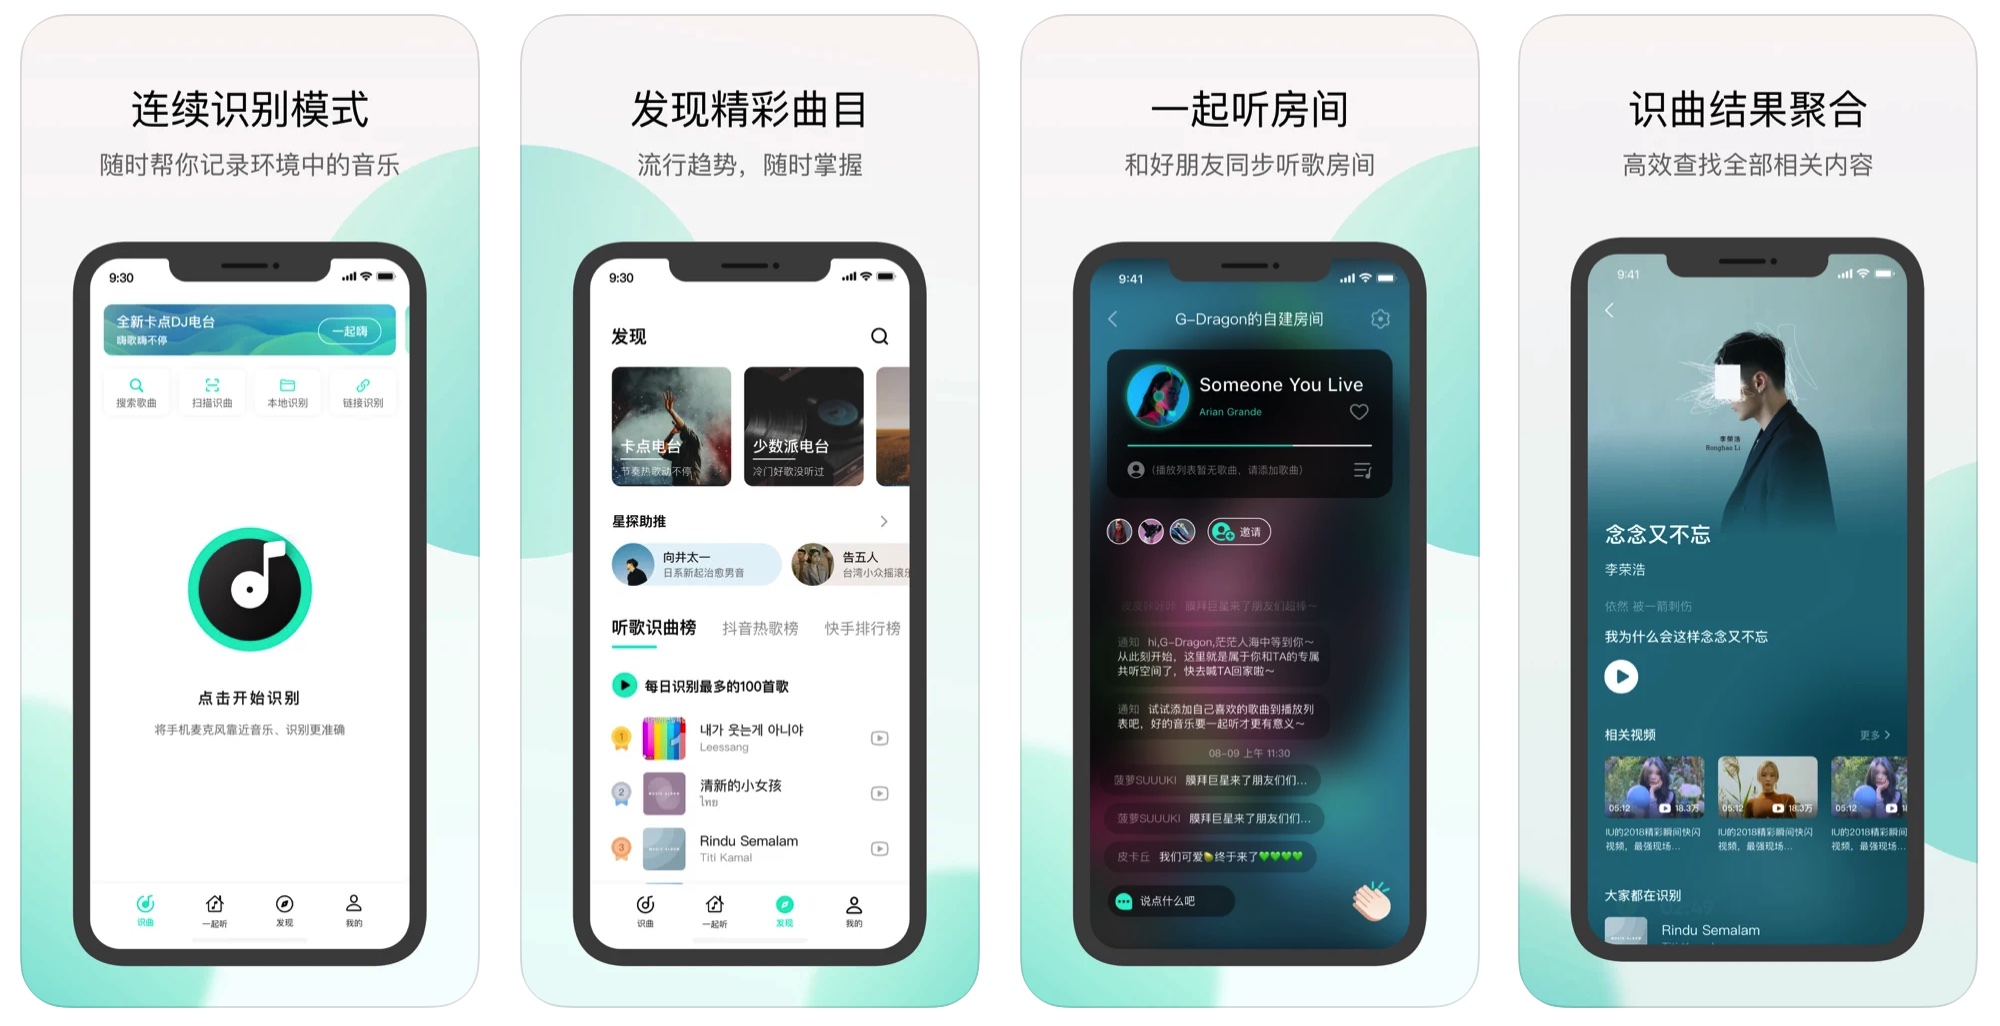 连续识别模式
随时帮你记录环境中的音乐
9:30
全新卡点DJ电台
嗨歌嗨不停
一起嗨
搜索歌曲
扫描识曲
本地识别
链接识别
点击开始识别
将手机麦克风靠近音乐、识别更准确
识曲
一起听
发现
我的
发现精彩曲目
流行趋势，随时掌握
9:30
发现
卡点电台
节奏热歌动不停
少数派电台
冷门好歌没听过
星探助推
向井太一
日系新起治愈男音
告五人
台湾小众摇滚乐
听歌识曲榜
抖音热歌榜
快手排行榜
每日识别最多的100首歌
1
내가 웃는게 아니야
Leessang
2
MUSIC ALBUM
清新的小女孩
ไทย
3
MUSIC ALBUM
Rindu Semalam
Titi Kamal
识曲
一起听
发现
我的
一起听房间
和好朋友同步听歌房间
9:41
G-Dragon的自建房间
Someone You Live
Arian Grande
(播放列表暂无歌曲，请添加歌曲)
邀请
膜拜巨星来了朋友们超棒~
通知 hi,G-Dragon,茫茫人海中等到你~
从此刻开始，这里就是属于你和TA的专属
共听空间了，快去喊TA回家啦~
通知 试试添加自己喜欢的歌曲到播放列
表吧，好的音乐要一起听才更有意义~
08-09 上午 11:30
菠萝SUUUKI 膜拜巨星来了朋友们们...
菠萝SUUUKI 膜拜巨星来了朋友们们...
皮卡丘 我们可爱🍋终于来了💚💚💚💚
说点什么吧
识曲结果聚合
高效查找全部相关内容
9:41
李荣浩
Ronghao Li
念念又不忘
李荣浩
依然 被一箭刺伤
我为什么会这样念念又不忘
相关视频
更多
05:12
18.3万
IU的2018精彩瞬间快闪
视频，最强现场...
05:12
18.3万
IU的2018精彩瞬间快闪
视频，最强现场...
05:12
IU的2018精彩瞬间
视频，最强现场...
大家都在识别
MUSIC ALBUM
Rindu Semalam